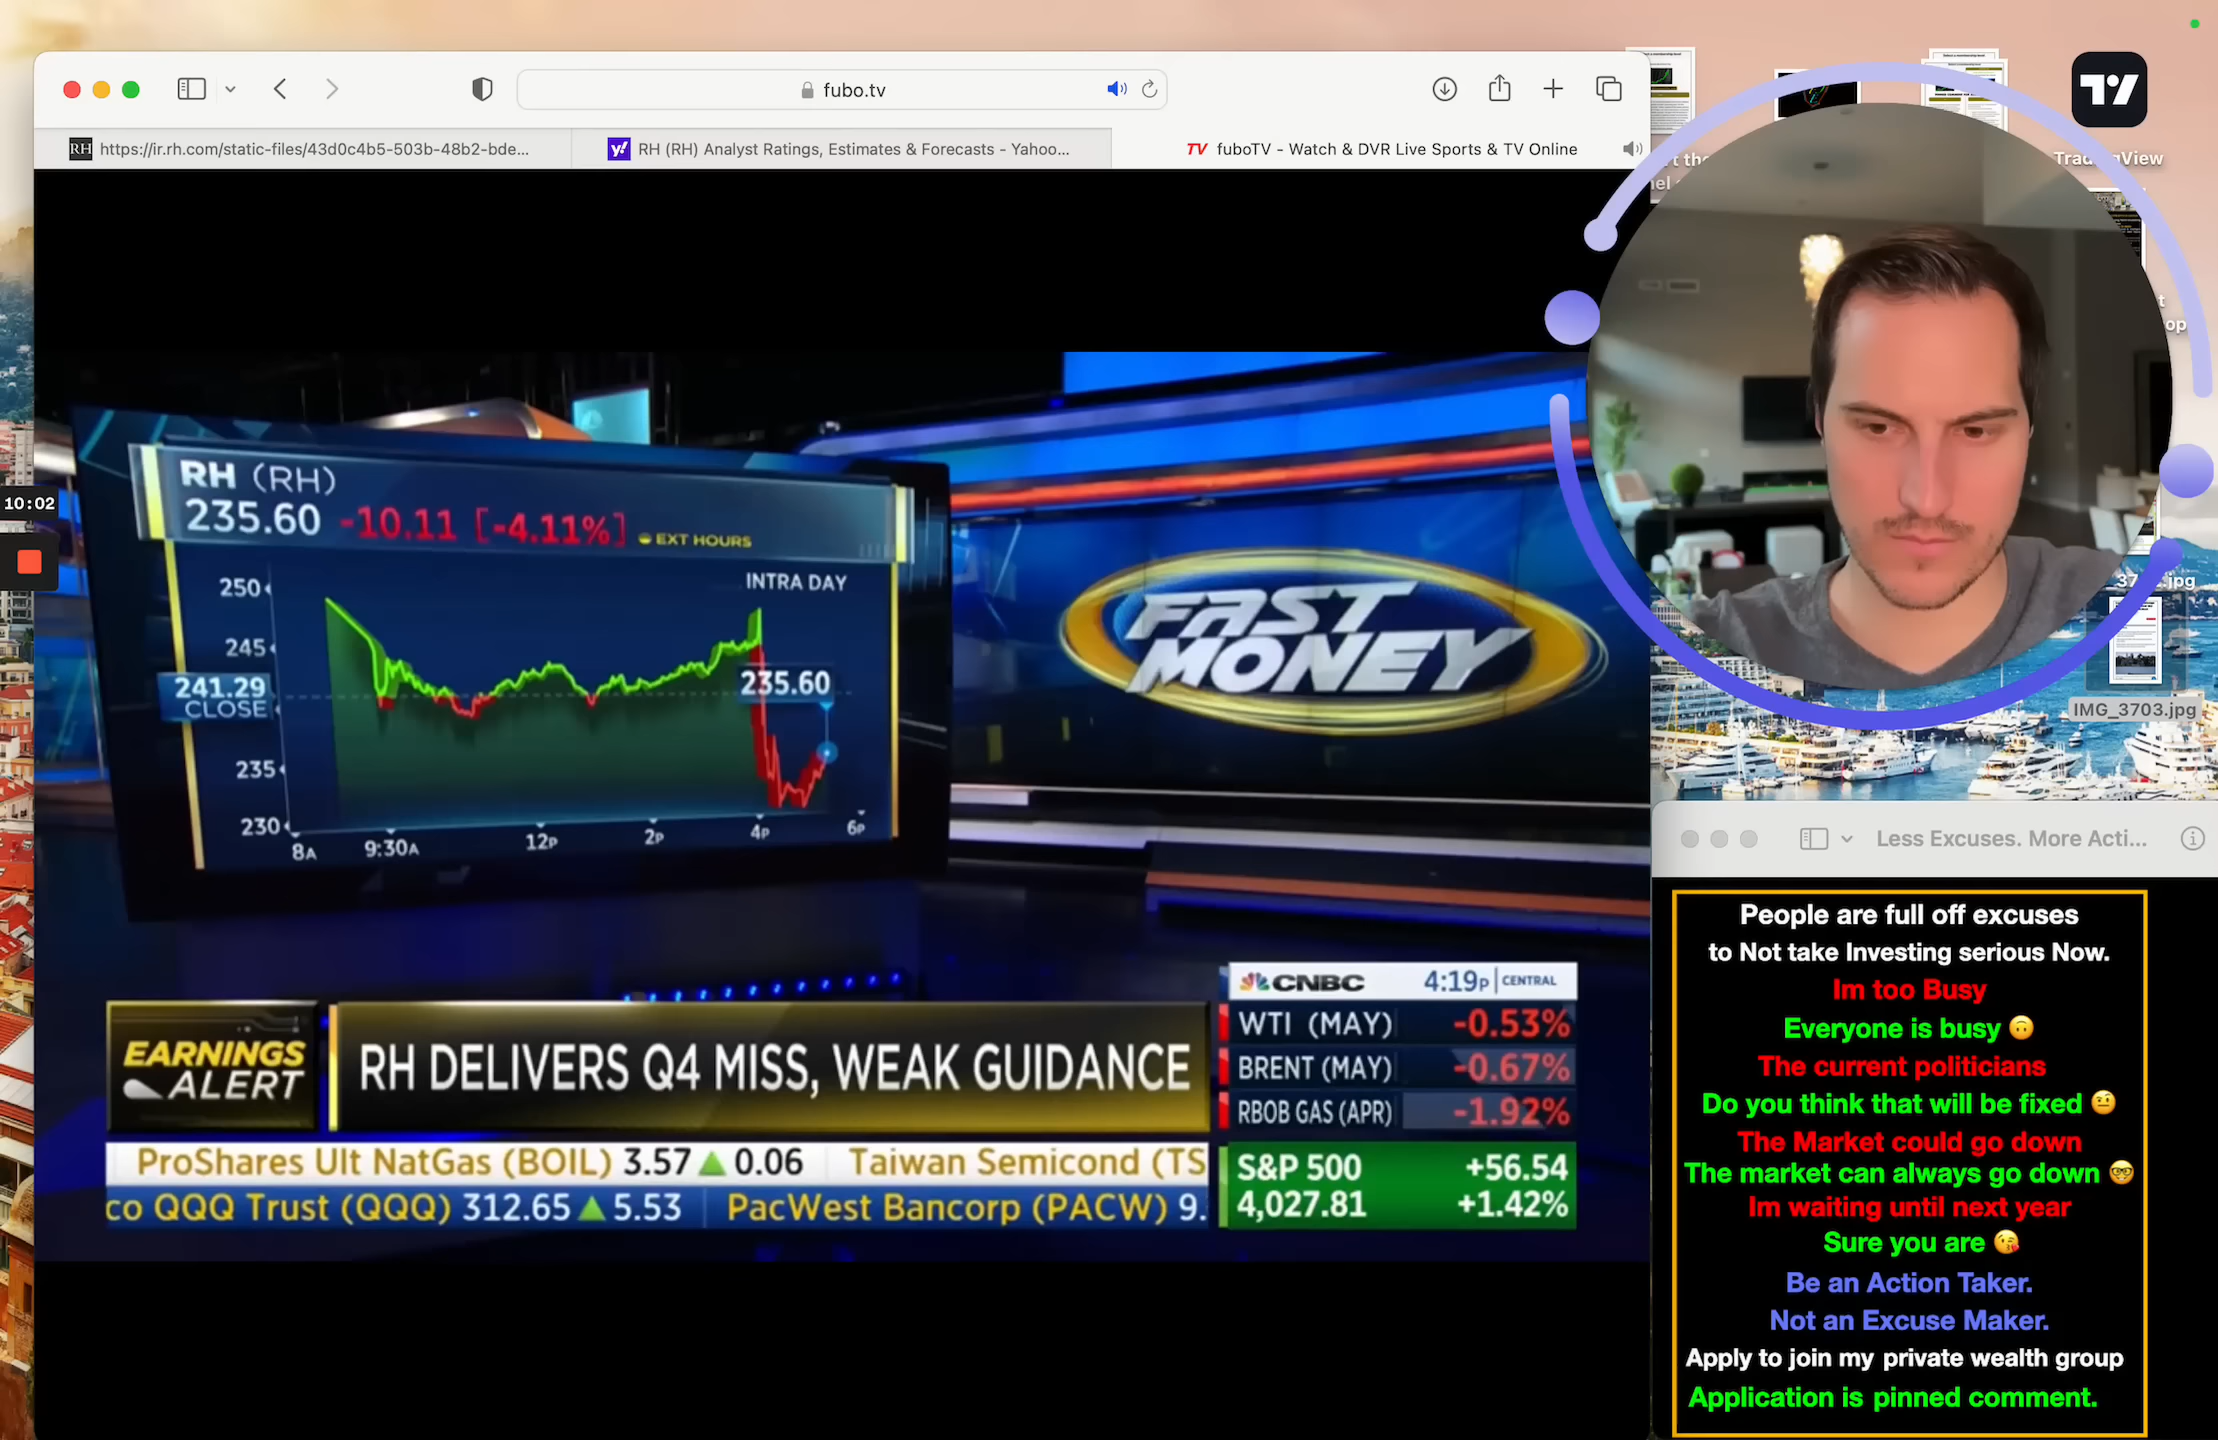 fubo.tv
RH https://ir.rh.com/static-files/43d0c4b5-503b-48b2-bde...
y! RH (RH) Analyst Ratings, Estimates & Forecasts - Yahoo...
TV fuboTV - Watch & DVR Live Sports & TV Online
TradingView
10:02
RH (RH)
235.60 -10.11 [-4.11%] EXT HOURS
INTRA DAY
250
245
241.29
CLOSE
235
230
235.60
8A 9:30A 12P 2P 4P 6P
FAST
MONEY
EARNINGS
ALERT
RH DELIVERS Q4 MISS, WEAK GUIDANCE
ProShares Ult NatGas (BOIL) 3.57 ▲ 0.06 Taiwan Semicond (TS
co QQQ Trust (QQQ) 312.65 ▲ 5.53 PacWest Bancorp (PACW) 9.
CNBC 4:19P | CENTRAL
WTI (MAY) -0.53%
BRENT (MAY) -0.67%
RBOB GAS (APR) -1.92%
S&P 500 +56.54
4,027.81 +1.42%
IMG_3703.jpg
Less Excuses. More Acti...
People are full off excuses
to Not take Investing serious Now.
Im too Busy
Everyone is busy 🙃
The current politicians
Do you think that will be fixed 🤨
The Market could go down
The market can always go down 🤓
Im waiting until next year
Sure you are 😘
Be an Action Taker.
Not an Excuse Maker.
Apply to join my private wealth group
Application is pinned comment.